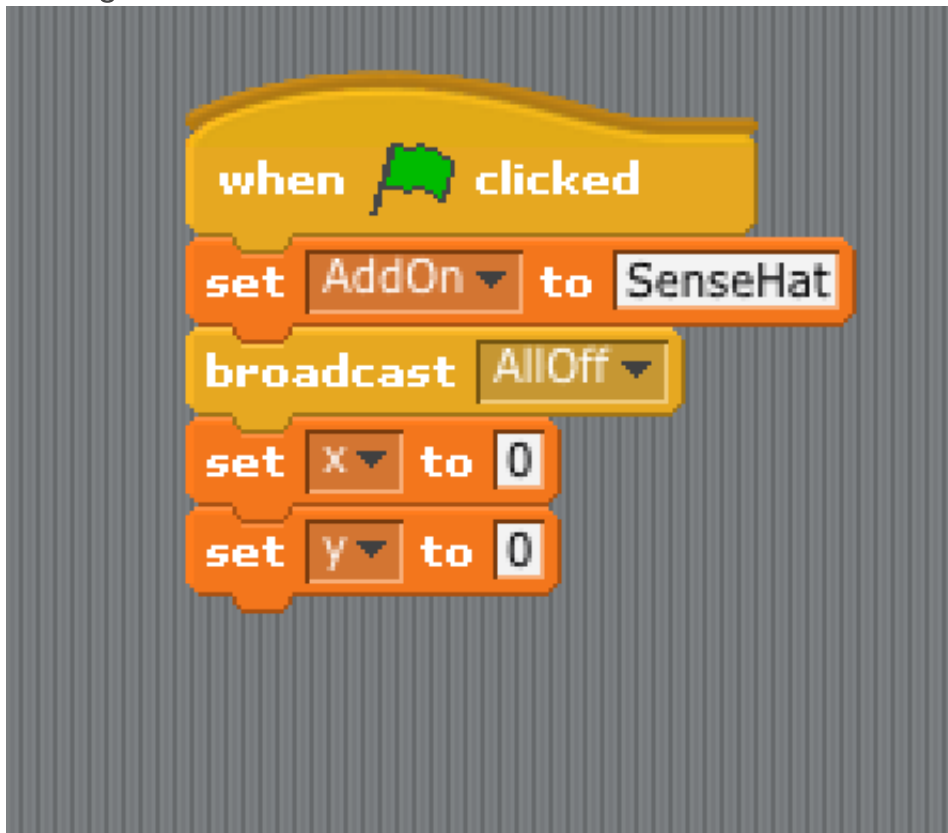 when clicked
set AddOn to SenseHat
broadcast AllOff
set x to 0
set y to 0